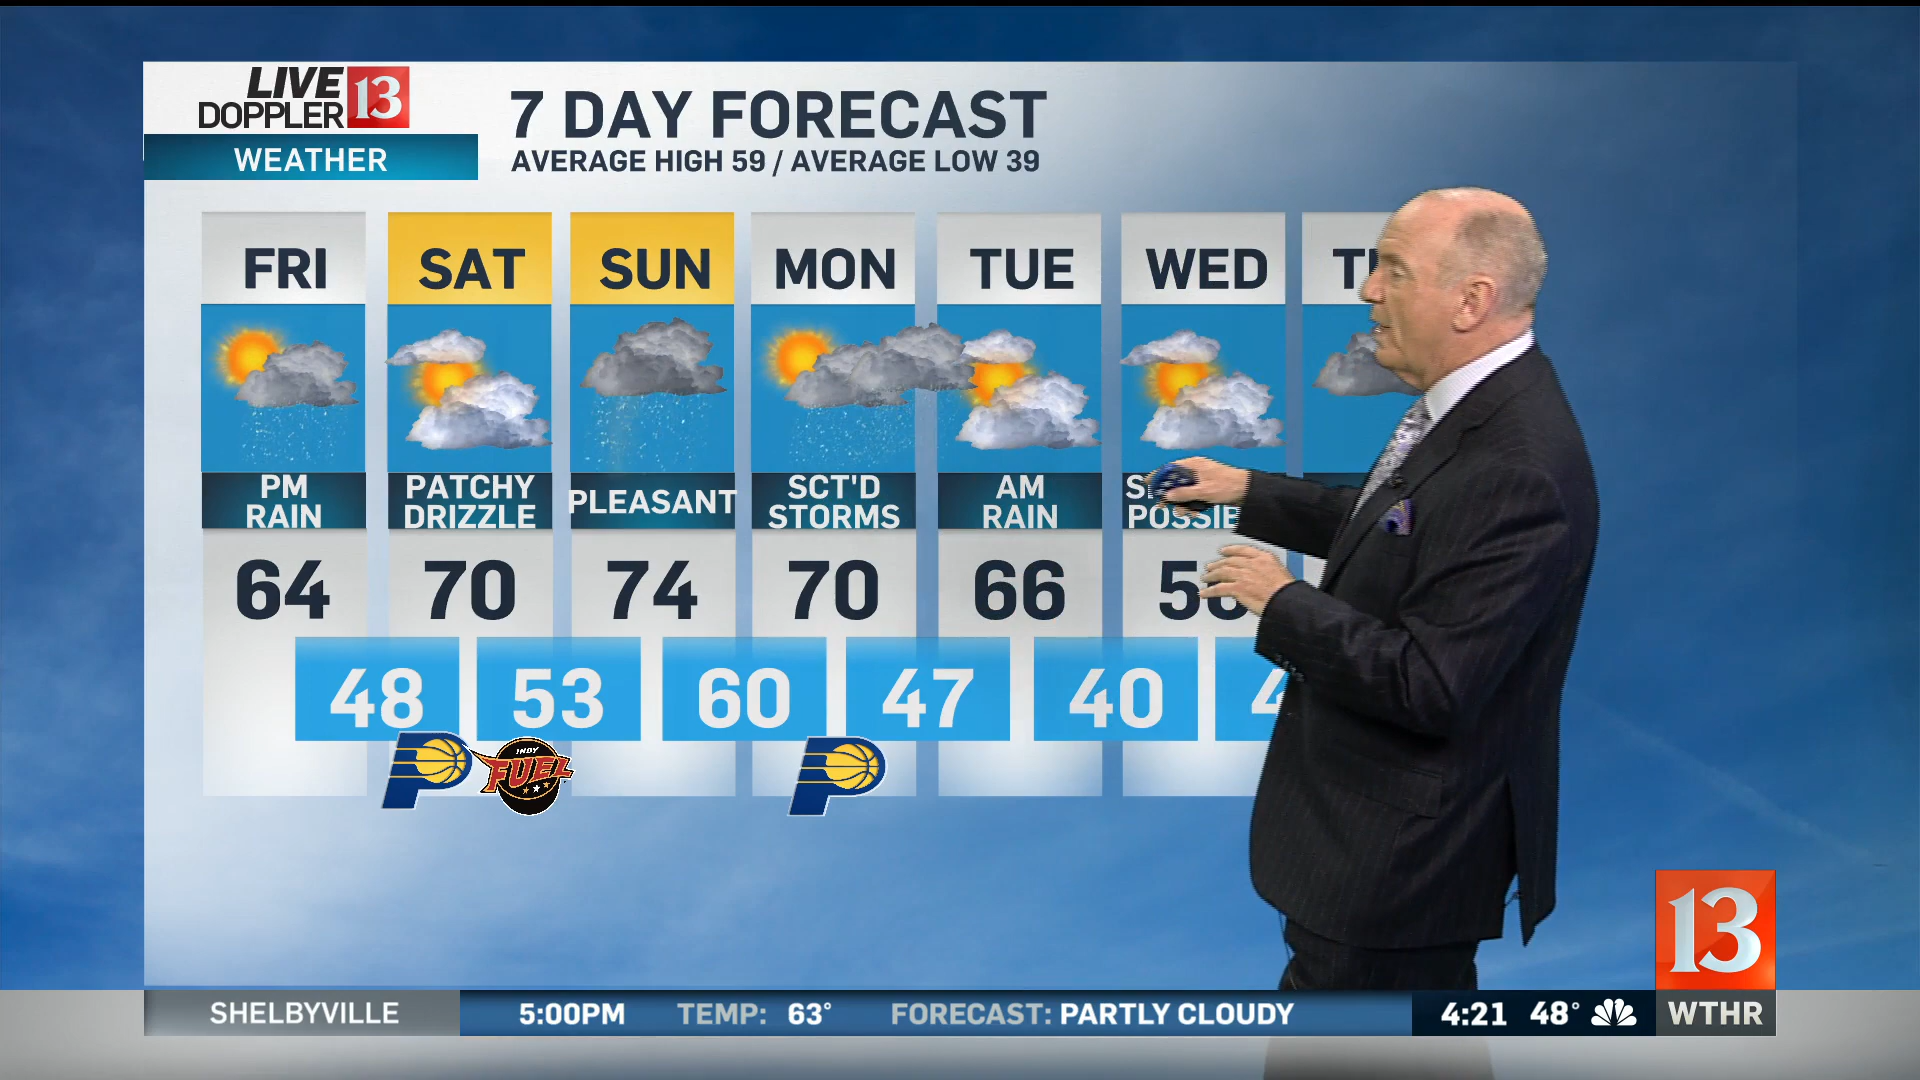 LIVE
DOPPLER 13
WEATHER
7 DAY FORECAST
AVERAGE HIGH 59 / AVERAGE LOW 39
FRI SAT SUN MON TUE WED
PM RAIN
PATCHY DRIZZLE
PLEASANT
SCT'D STORMS
AM RAIN
64 70 74 70 66
48 53 60 47 40
INDY
FUEL
13
SHELBYVILLE 5:00PM TEMP: 63° FORECAST: PARTLY CLOUDY 4:21 48° WTHR